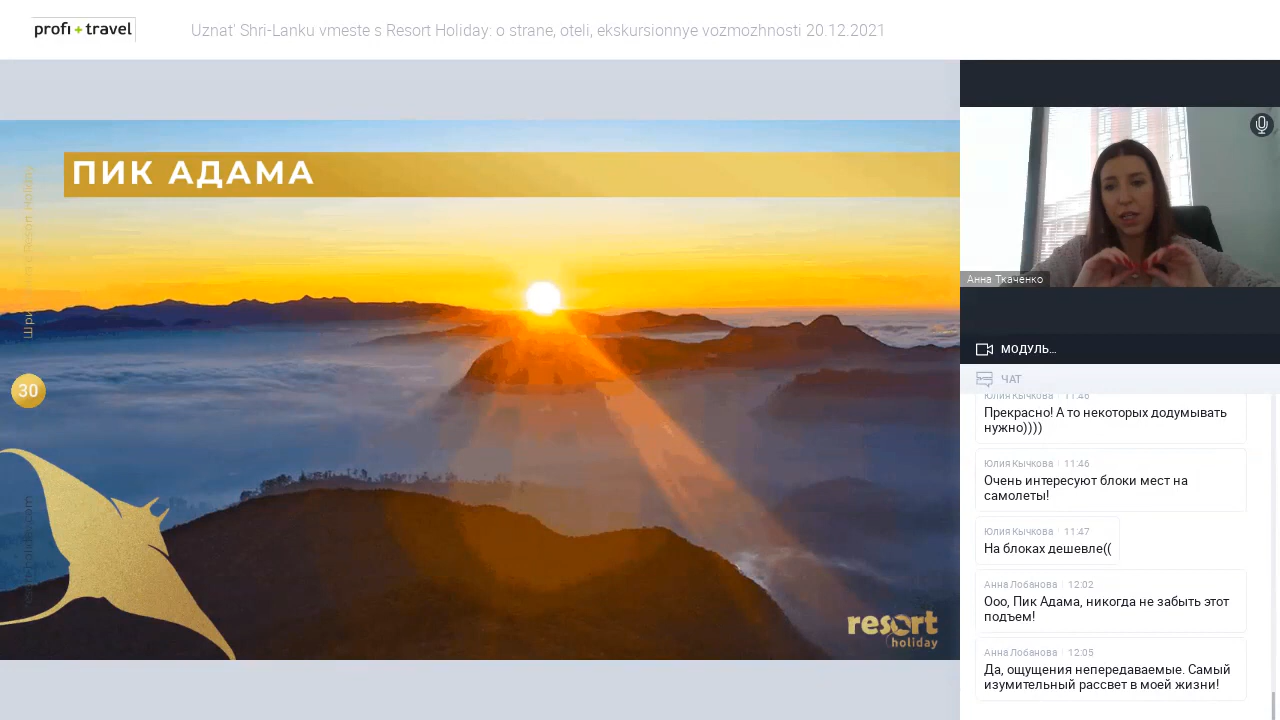 profi + travel
Uznat' Shri-Lanku vmeste s Resort Holiday: o strane, oteli, ekskursionnye vozmozhnosti 20.12.2021
ПИК АДАМА
30
resort
holiday
Анна Ткаченко
МОДУЛЬ...
ЧАТ
Юлия Кычкова 11:46
Прекрасно! А то некоторых додумывать
нужно))))
Юлия Кычкова 11:46
Очень интересуют блоки мест на
самолеты!
Юлия Кычкова 11:47
На блоках дешевле((
Анна Лобанова 12:02
Ооо, Пик Адама, никогда не забыть этот
подъем!
Анна Лобанова 12:05
Да, ощущения непередаваемые. Самый
изумительный рассвет в моей жизни!